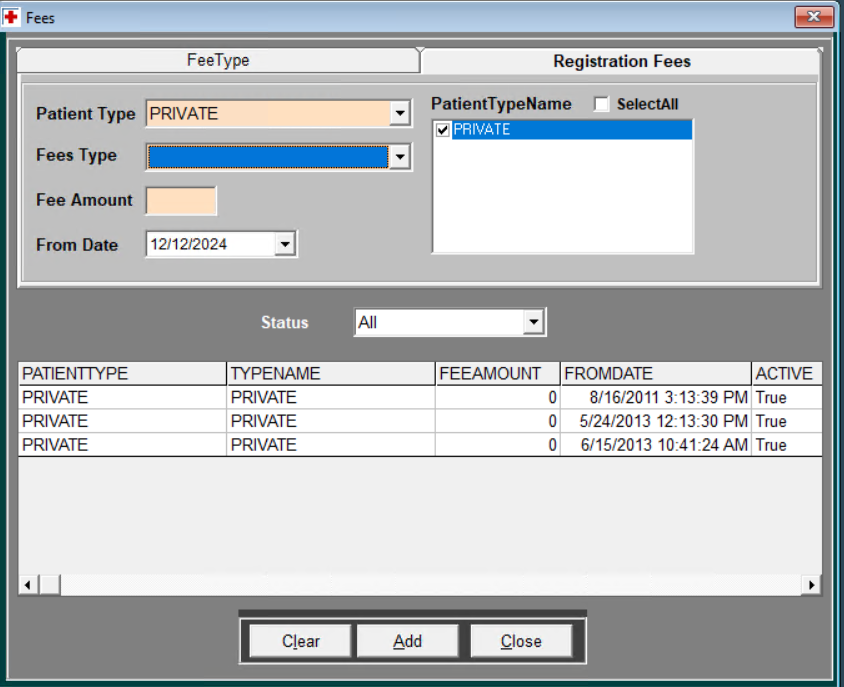 Fees
FeeType Registration Fees
Patient Type PRIVATE PatientTypeName SelectAll
PRIVATE
Fees Type
Fee Amount
From Date 12/12/2024
Status All
PATIENTTYPE TYPENAME FEEAMOUNT FROMDATE ACTIVE
PRIVATE PRIVATE 0 8/16/2011 3:13:39 PM True
PRIVATE PRIVATE 0 5/24/2013 12:13:30 PM True
PRIVATE PRIVATE 0 6/15/2013 10:41:24 AM True
Clear Add Close